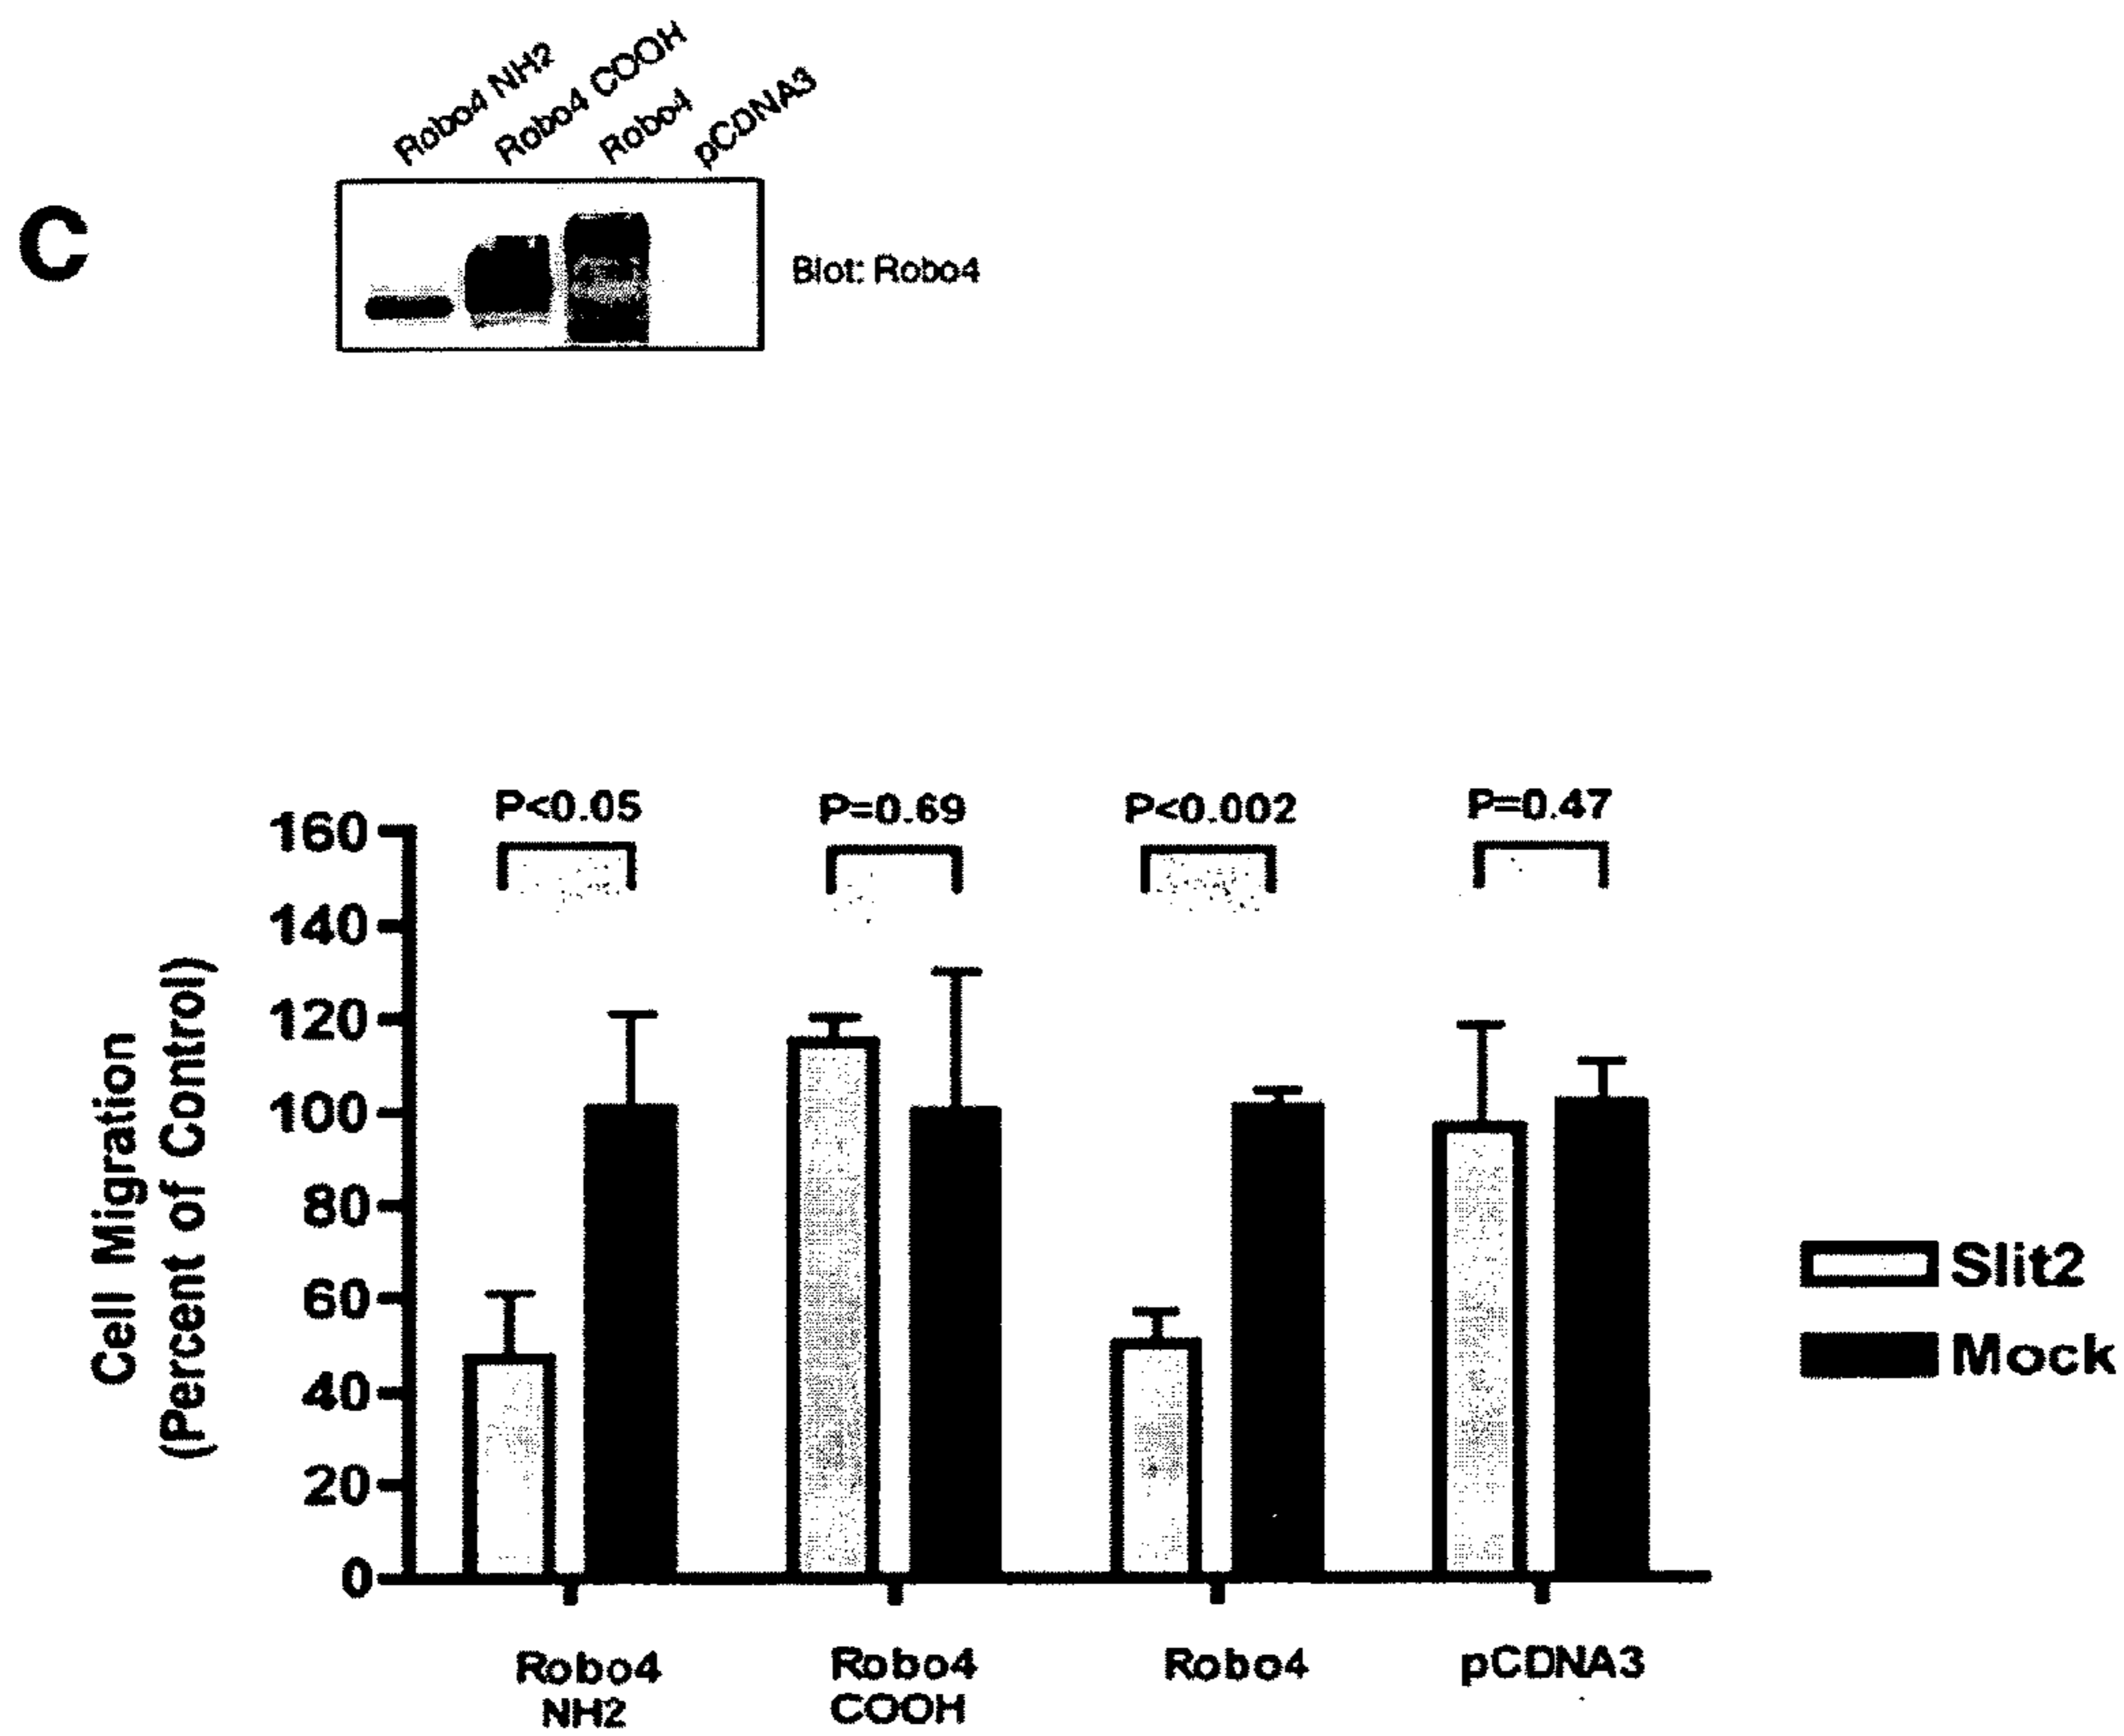 C
Robo4 NH2
Robo4 COOH
Robo4
pCDNA3
Blot: Robo4
P<0.05
P=0.69
P<0.002
P=0.47
160
140
120
100
80
60
40
20
0
Cell Migration
(Percent of Control)
Slit2
Mock
Robo4
NH2
Robo4
COOH
Robo4
pCDNA3